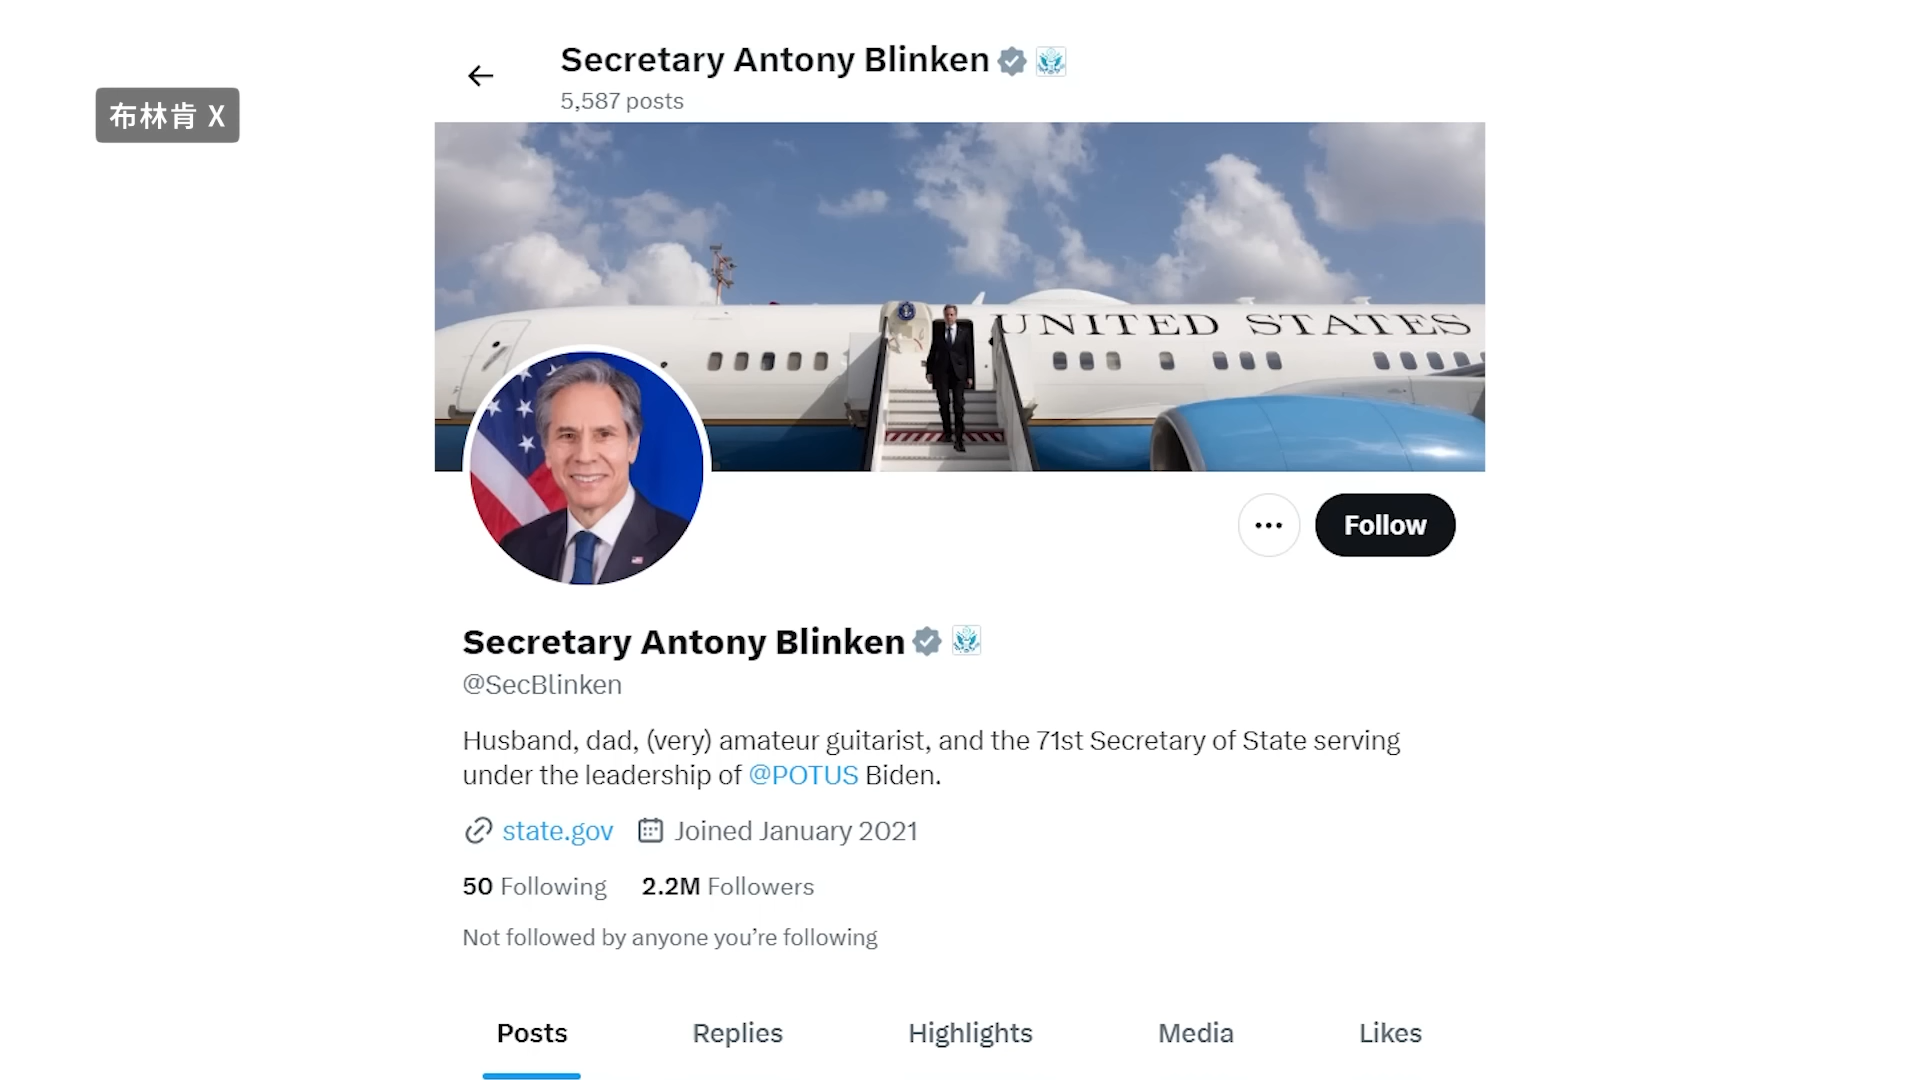 布林肯 X
Secretary Antony Blinken
5,587 posts
UNITED STATES
Follow
Secretary Antony Blinken
@SecBlinken
Husband, dad, (very) amateur guitarist, and the 71st Secretary of State serving
under the leadership of @POTUS Biden.
state.gov Joined January 2021
50 Following 2.2M Followers
Not followed by anyone you’re following
Posts Replies Highlights Media Likes